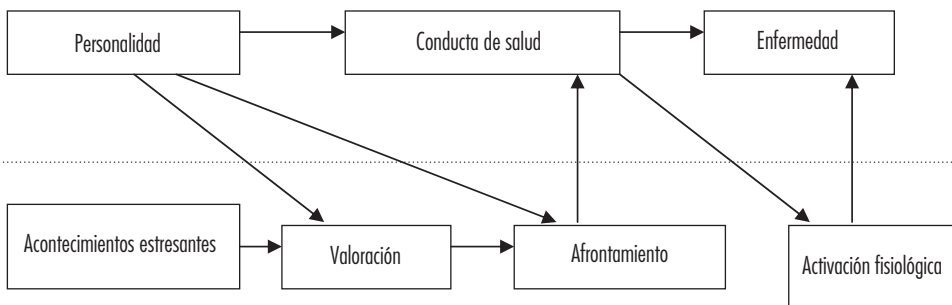 Personalidad
Conducta de salud
Enfermedad
Acontecimientos estresantes
Valoración
Afrontamiento
Activación fisiológica